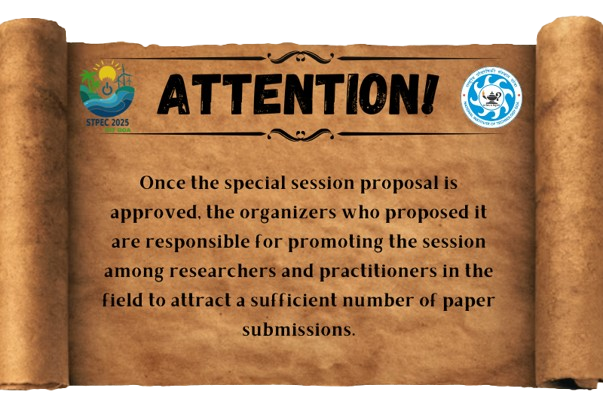 ATTENTION!
STPEC 2025
Once the special session proposal is
approved, the organizers who proposed it
are responsible for promoting the session
among researchers and practitioners in the
field to attract a sufficient number of paper
submissions.